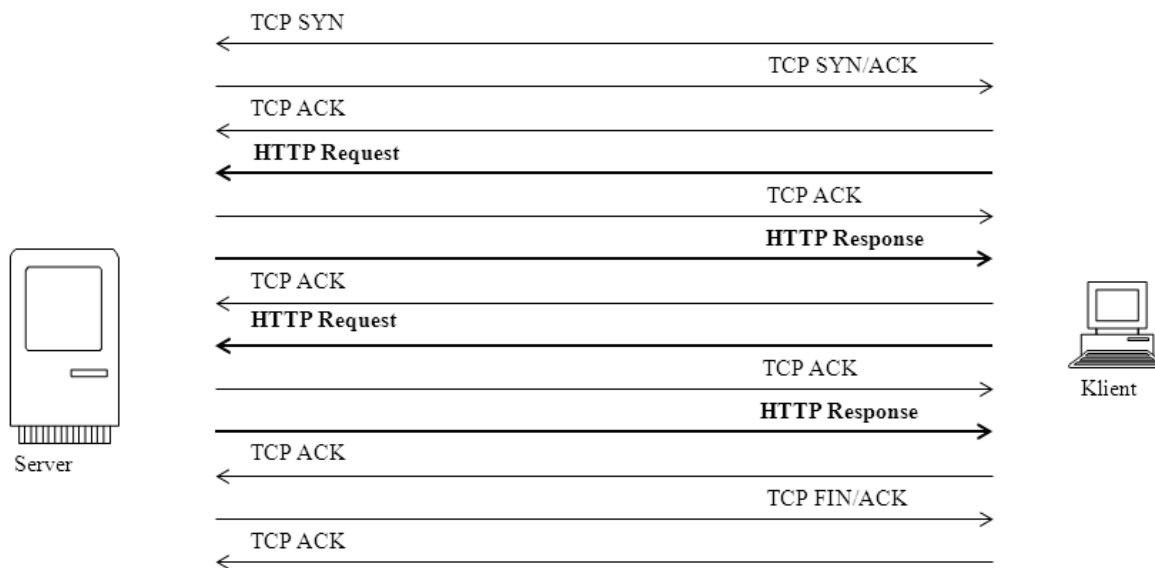 TCP SYN
TCP SYN/ACK
TCP ACK
HTTP Request
TCP ACK
HTTP Response
TCP ACK
HTTP Request
TCP ACK
Klient
HTTP Response
TCP ACK
Server
TCP FIN/ACK
TCP ACK